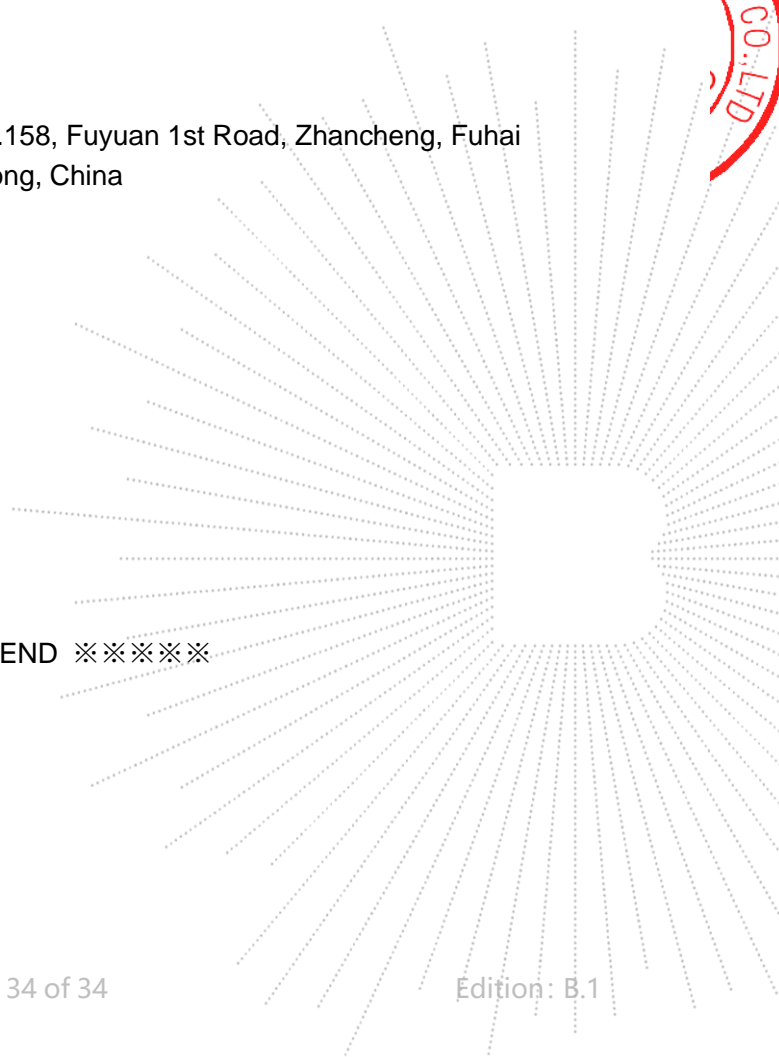 CO.,LTD
.158, Fuyuan 1st Road, Zhancheng, Fuhai
ong, China
END ※※※※※
34 of 34 Edition: B.1